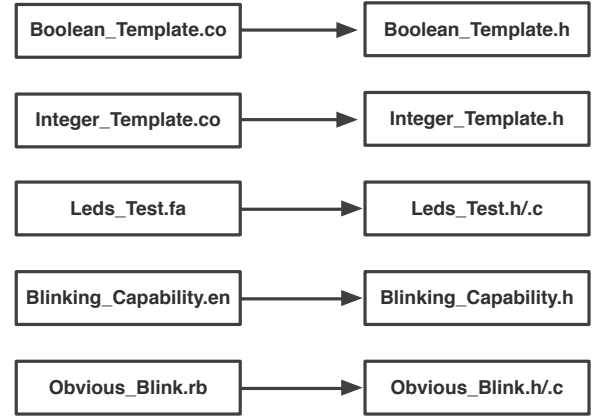 Boolean_Template.co
Boolean_Template.h
Integer_Template.co
Integer_Template.h
Leds_Test.fa
Leds_Test.h/.c
Blinking_Capability.en
Blinking_Capability.h
Obvious_Blink.rb
Obvious_Blink.h/.c